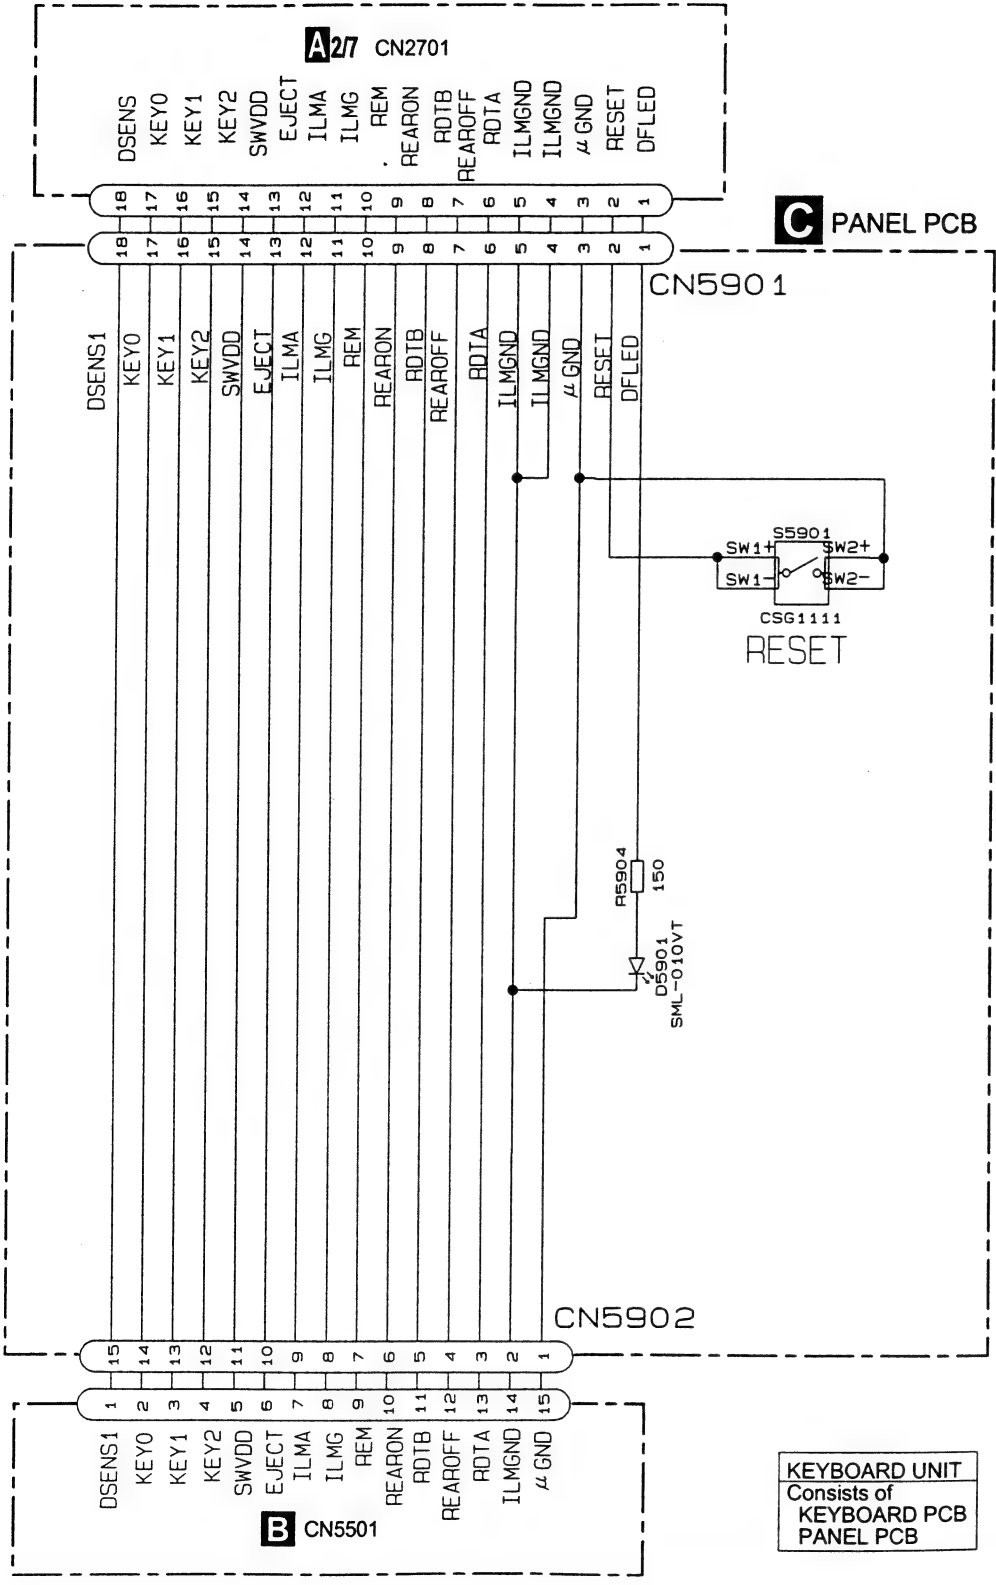 A 2/7 CN2701
DSENS
KEY0
KEY1
KEY2
SWVDD
EJECT
ILMA
ILMG
REM
REARON
RDTB
REAROFF
RDTA
ILMGND
ILMGND
μGND
RESET
DFLED
18 17 16 15 14 13 12 11 10 9 8 7 6 5 4 3 2 1
C PANEL PCB
18 17 16 15 14 13 12 11 10 9 8 7 6 5 4 3 2 1
CN5901
DSENS1
KEY0
KEY1
KEY2
SWVDD
EJECT
ILMA
ILMG
REM
REARON
RDTB
REAROFF
RDTA
ILMGND
ILMGND
μGND
RESET
DFLED
S5901
SW1+ SW2+
SW1- SW2-
CSG1111
RESET
R5904
150
D5901
SML-010VT
CN5902
15 14 13 12 11 10 9 8 7 6 5 4 3 2 1
1 2 3 4 5 6 7 8 9 10 11 12 13 14 15
DSENS1
KEY0
KEY1
KEY2
SWVDD
EJECT
ILMA
ILMG
REM
REARON
RDTB
REAROFF
RDTA
ILMGND
μGND
B CN5501
KEYBOARD UNIT
Consists of
KEYBOARD PCB
PANEL PCB